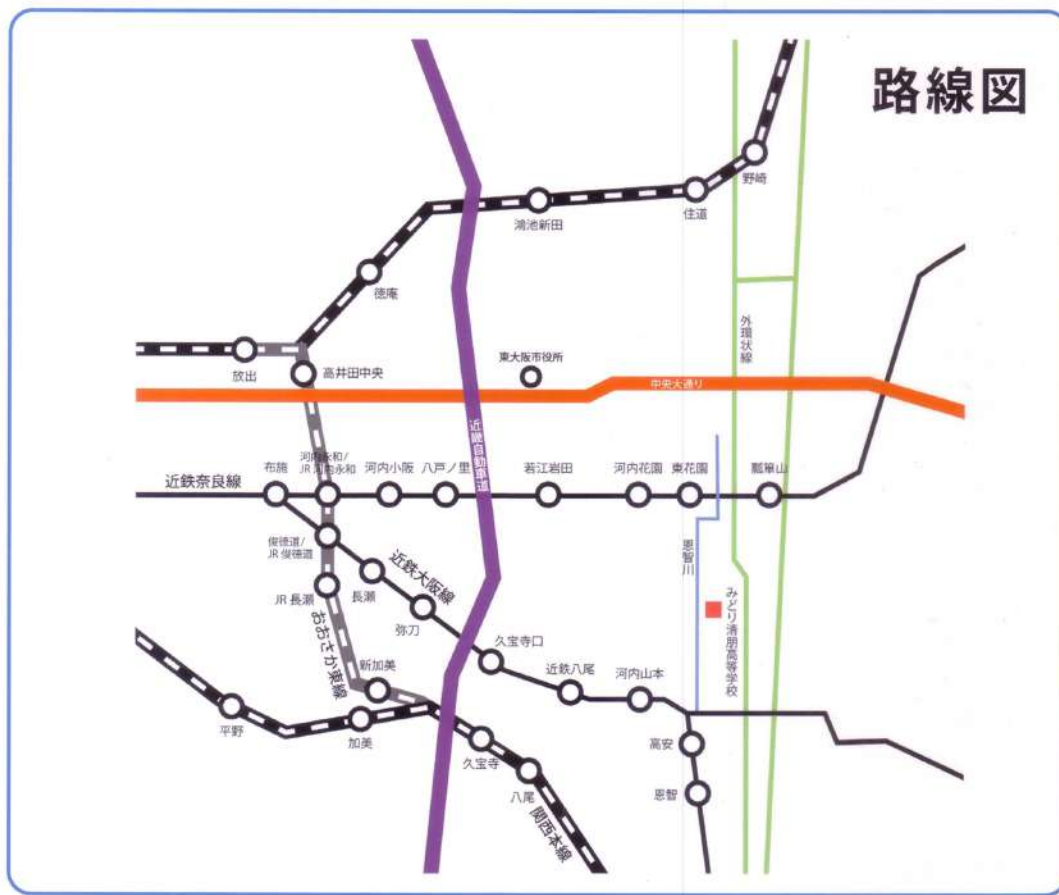 路線図
野崎
住道
鴻池新田
徳庵
外環状線
放出
高井田中央
東大阪市役所
中央大通り
近畿自動車道
近鉄奈良線
布施
河内永和/
JR河内永和
河内小阪
八戸ノ里
若江岩田
河内花園
東花園
瓢箪山
俊徳道/
JR俊徳道
恩智川
近鉄大阪線
長瀬
JR長瀬
弥刀
みどり清朋高等学校
おおさか東線
久宝寺口
新加美
近鉄八尾
河内山本
平野
加美
久宝寺
高安
八尾
恩智
関西本線